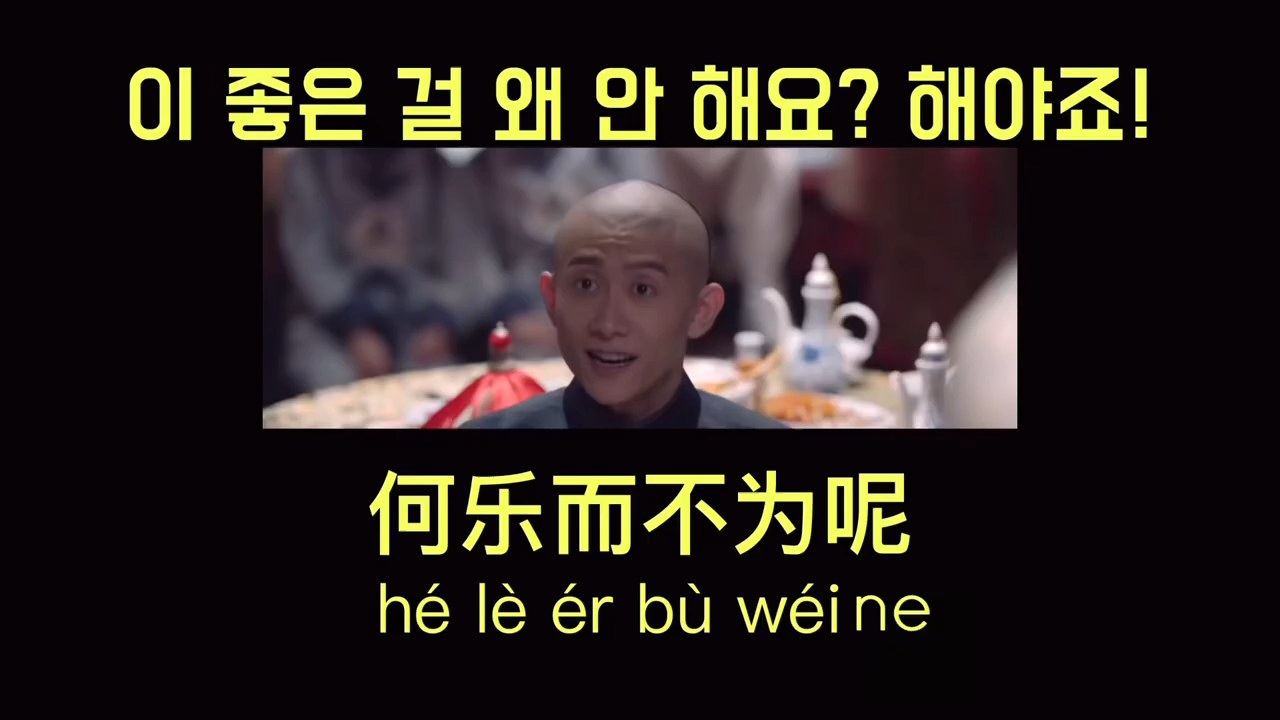 이 좋은 걸 왜 안 해요? 해야죠!
何乐而不为呢
hé lè ér bù wéi ne